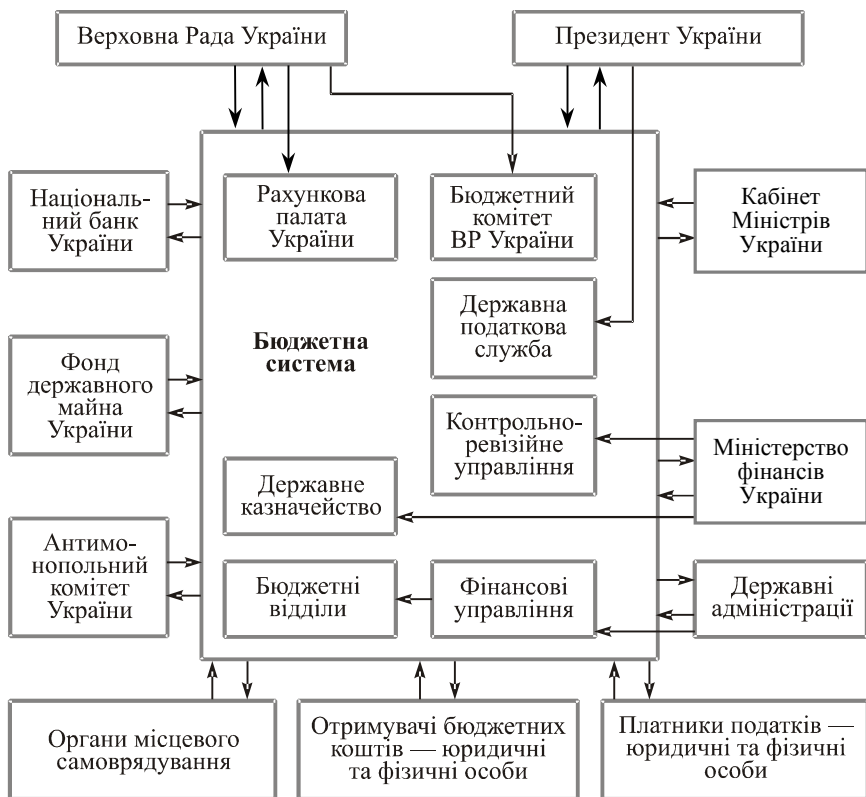 Верховна Рада України
Президент України
Національ-
ний банк
України
Рахункова
палата
України
Бюджетний
комітет
ВР України
Кабінет
Міністрів
України
Державна
податкова
служба
Бюджетна
система
Фонд
державного
майна
України
Контрольно-
ревізійне
управління
Міністерство
фінансів
України
Державне
казначейство
Антимо-
нопольний
комітет
України
Бюджетні
відділи
Фінансові
управління
Державні
адміністрації
Органи місцевого
самоврядування
Отримувачі бюджетних
коштів — юридичні
та фізичні особи
Платники податків —
юридичні та фізичні
особи